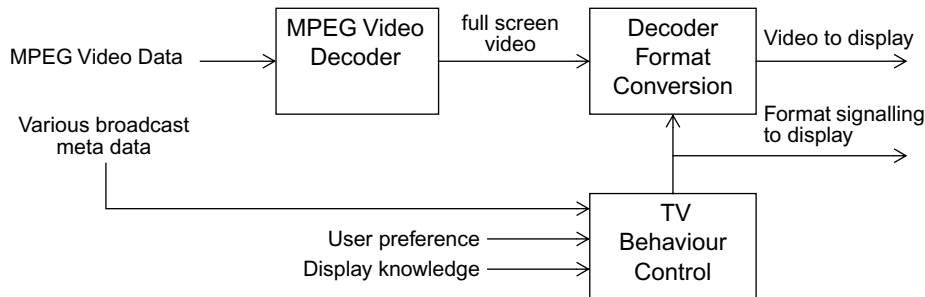 MPEG Video Data
MPEG Video
Decoder
full screen
video
Decoder
Format
Conversion
Video to display
Various broadcast
meta data
Format signalling
to display
User preference
Display knowledge
TV
Behaviour
Control